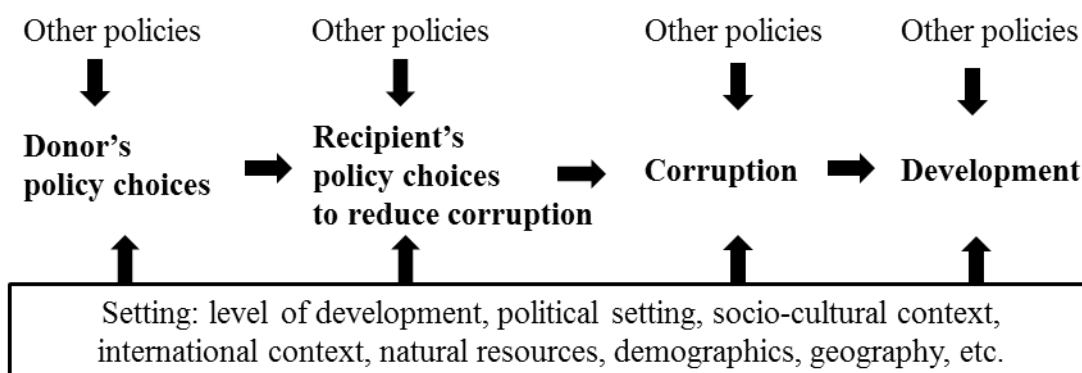 Other policies
Other policies
Other policies
Other policies
Donor's
policy choices
Recipient's
policy choices
to reduce corruption
Corruption
Development
Setting: level of development, political setting, socio-cultural context,
international context, natural resources, demographics, geography, etc.